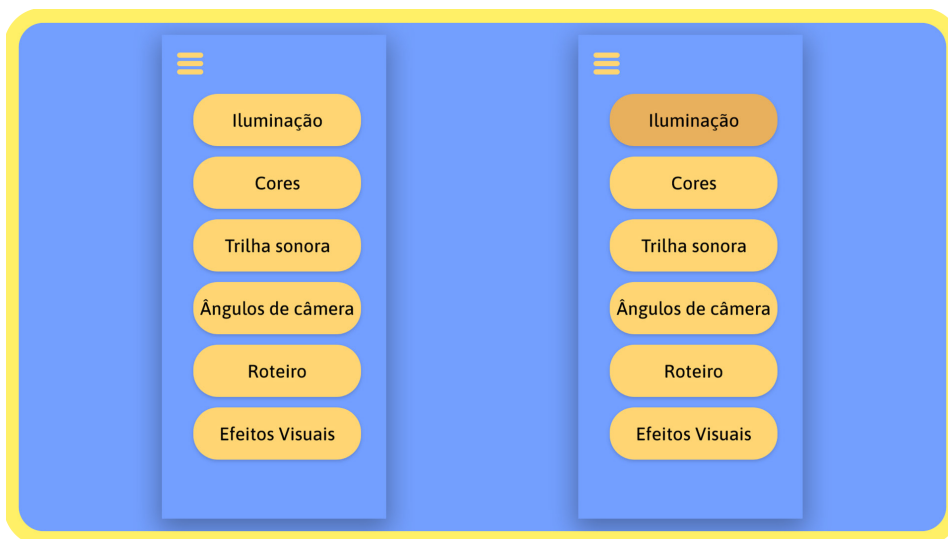 Iluminação
Cores
Trilha sonora
Ângulos de câmera
Roteiro
Efeitos Visuais
Iluminação
Cores
Trilha sonora
Ângulos de câmera
Roteiro
Efeitos Visuais